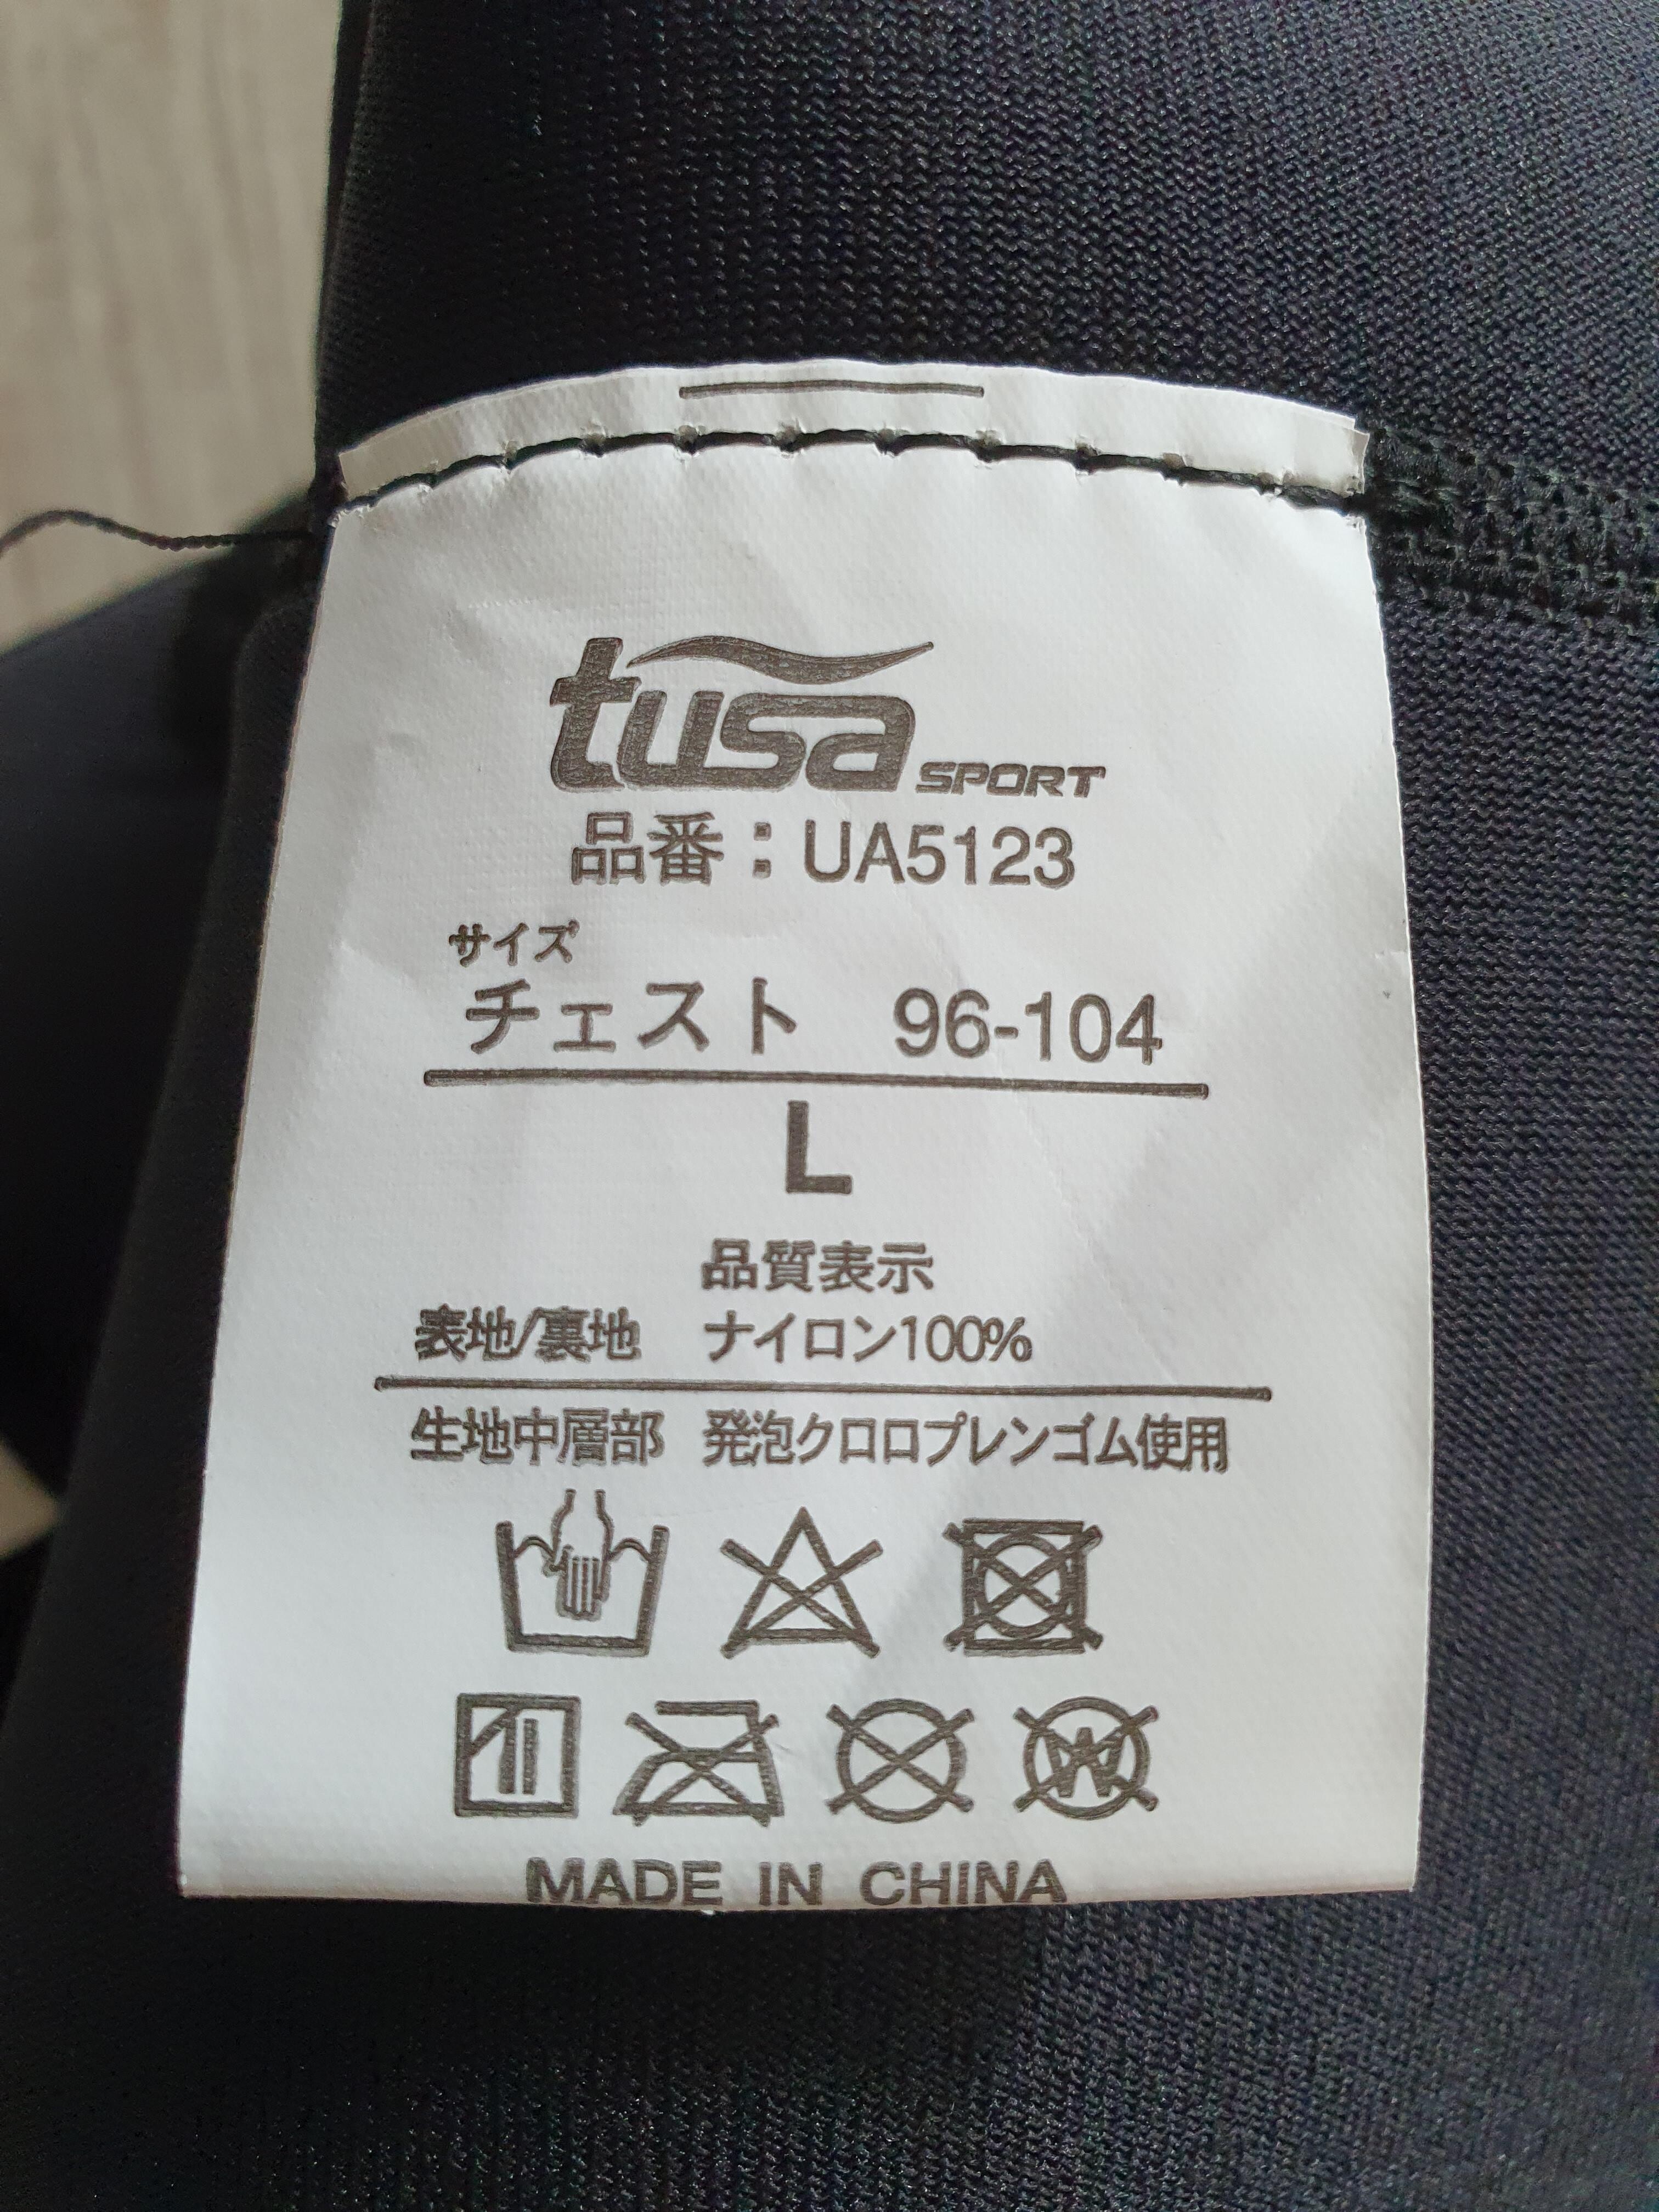 tusa SPORT
品番：UA5123
サイズ
チェスト 96-104
L
品質表示
表地/裏地 ナイロン100%
生地中層部 発泡クロロプレンゴム使用
W
MADE IN CHINA